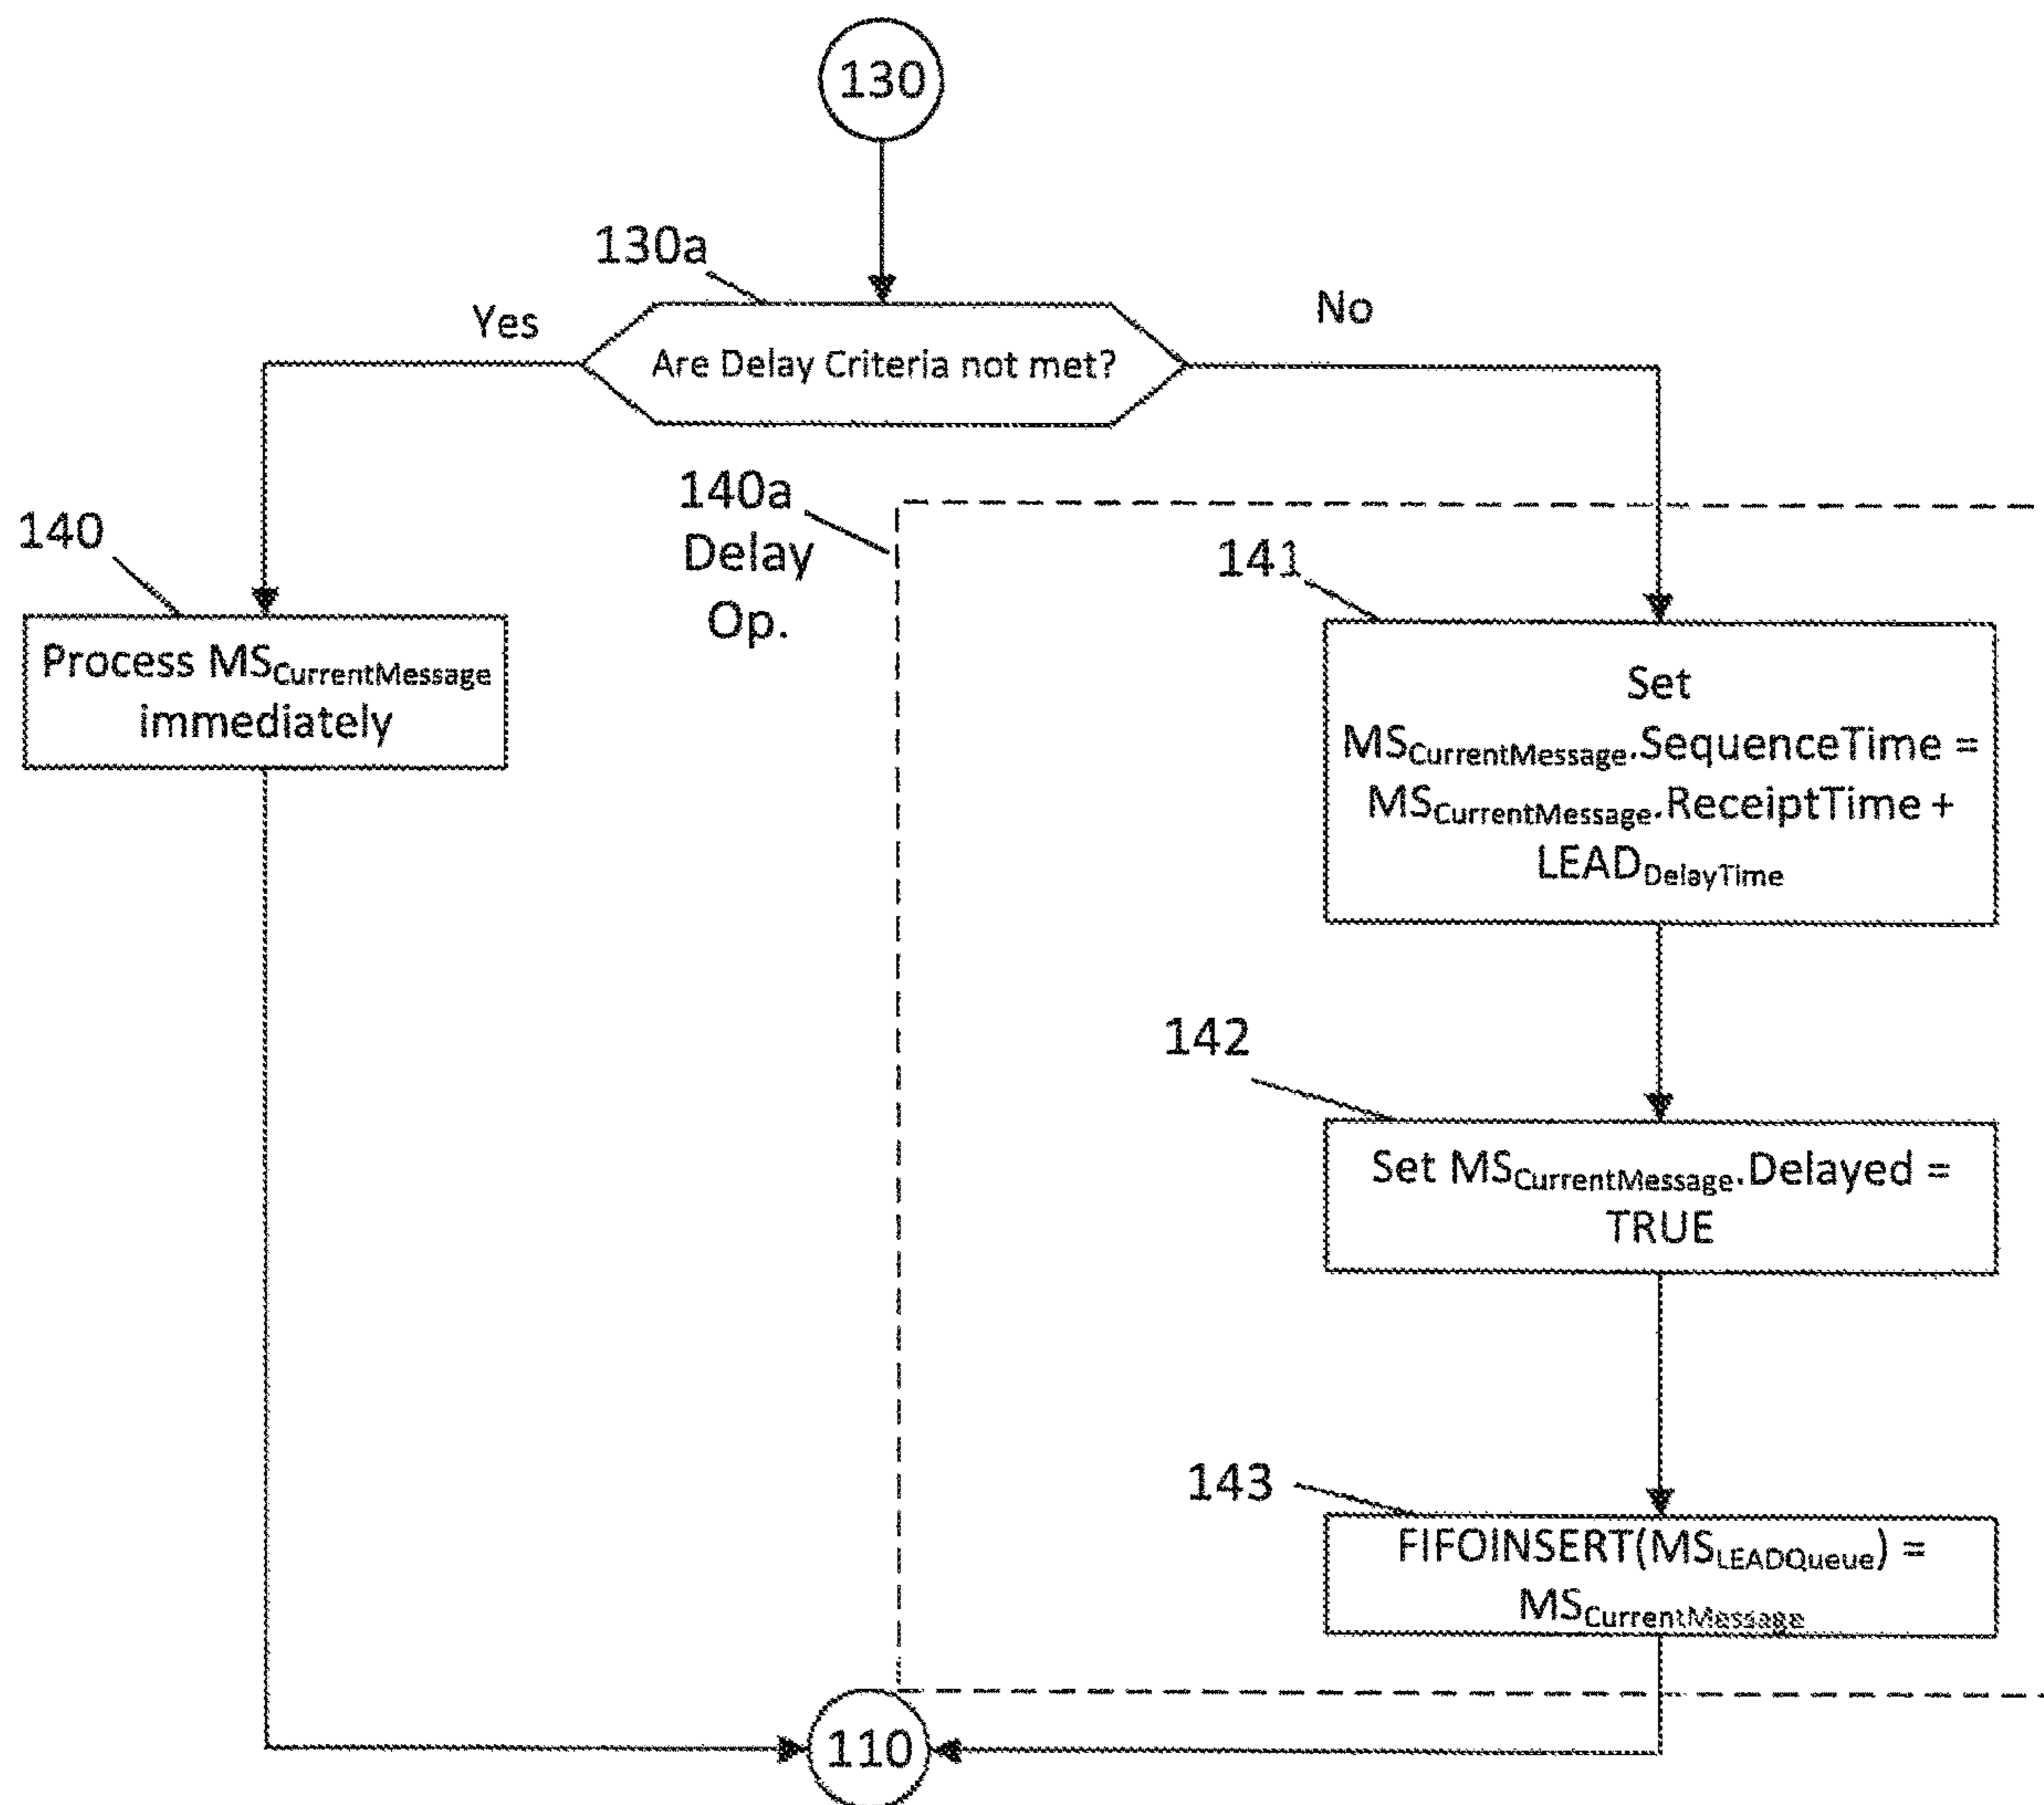 130
130a
Yes
No
Are Delay Criteria not met?
140a
Delay
Op.
140
141
Process MSCurrentMessage
immediately
Set
MSCurrentMessage.SequenceTime =
MSCurrentMessage.ReceiptTime +
LEADDelayTime
142
Set MSCurrentMessage.Delayed =
TRUE
143
FIFOINSERT(MSLEADQueue) =
MSCurrentMessage
110